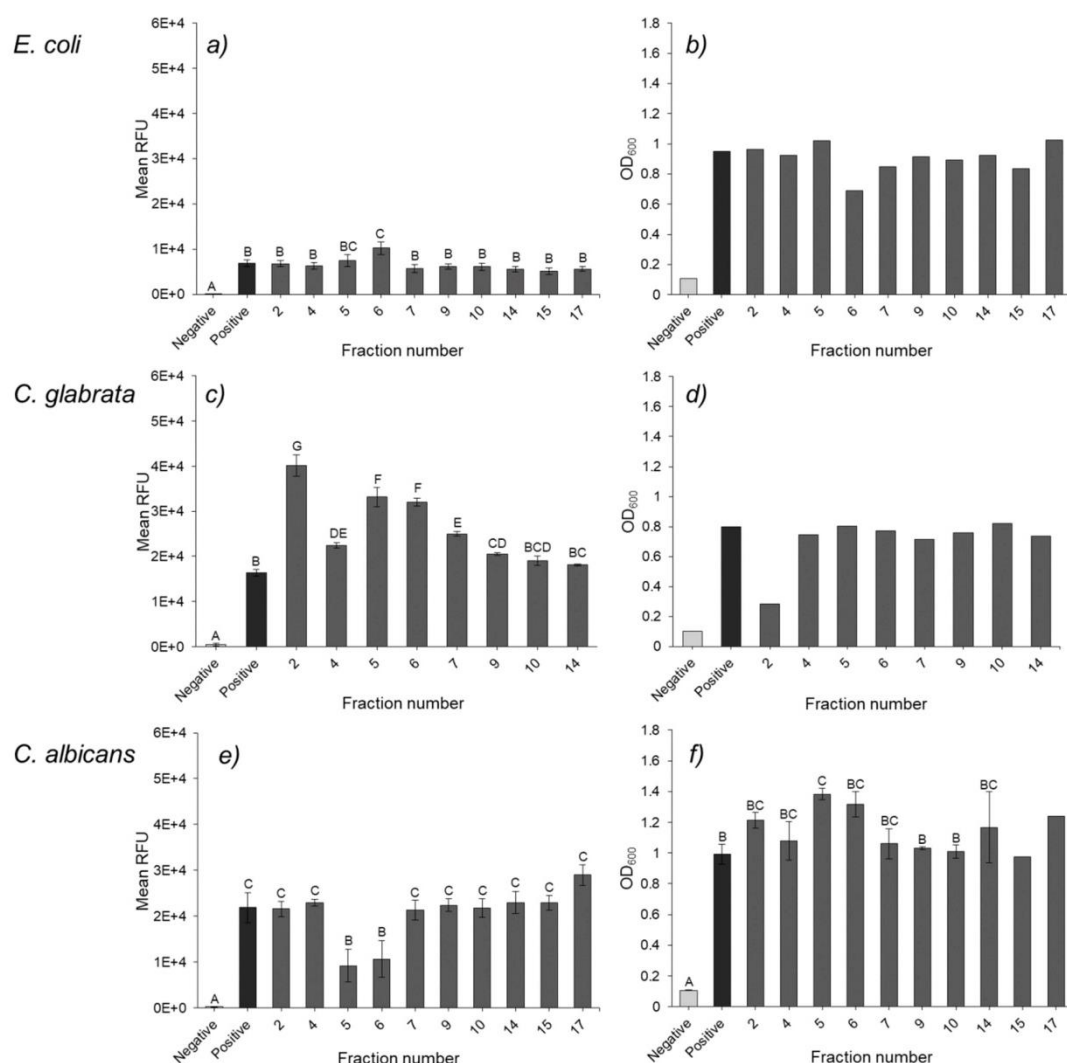 E. coli
a)
6E+4
5E+4
4E+4
3E+4
2E+4
1E+4
0E+0
Mean RFU
A B B B BC C B B B B B B
Negative Positive 2 4 5 6 7 9 10 14 15 17
Fraction number
b)
1.8
1.6
1.4
1.2
1
0.8
0.6
0.4
0.2
0
OD600
Negative Positive 2 4 5 6 7 9 10 14 15 17
Fraction number
C. glabrata
c)
6E+4
5E+4
4E+4
3E+4
2E+4
1E+4
0E+0
Mean RFU
A B G DE F F E CD BCD BC
Negative Positive 2 4 5 6 7 9 10 14
Fraction number
d)
1.8
1.6
1.4
1.2
1
0.8
0.6
0.4
0.2
0
OD600
Negative Positive 2 4 5 6 7 9 10 14
Fraction number
C. albicans
e)
6E+4
5E+4
4E+4
3E+4
2E+4
1E+4
0E+0
Mean RFU
A C C C B B C C C C C C
Negative Positive 2 4 5 6 7 9 10 14 15 17
Fraction number
f)
1.8
1.6
1.4
1.2
1
0.8
0.6
0.4
0.2
0
OD600
A B BC BC C BC BC B B BC
Negative Positive 2 4 5 6 7 9 10 14 15 17
Fraction number